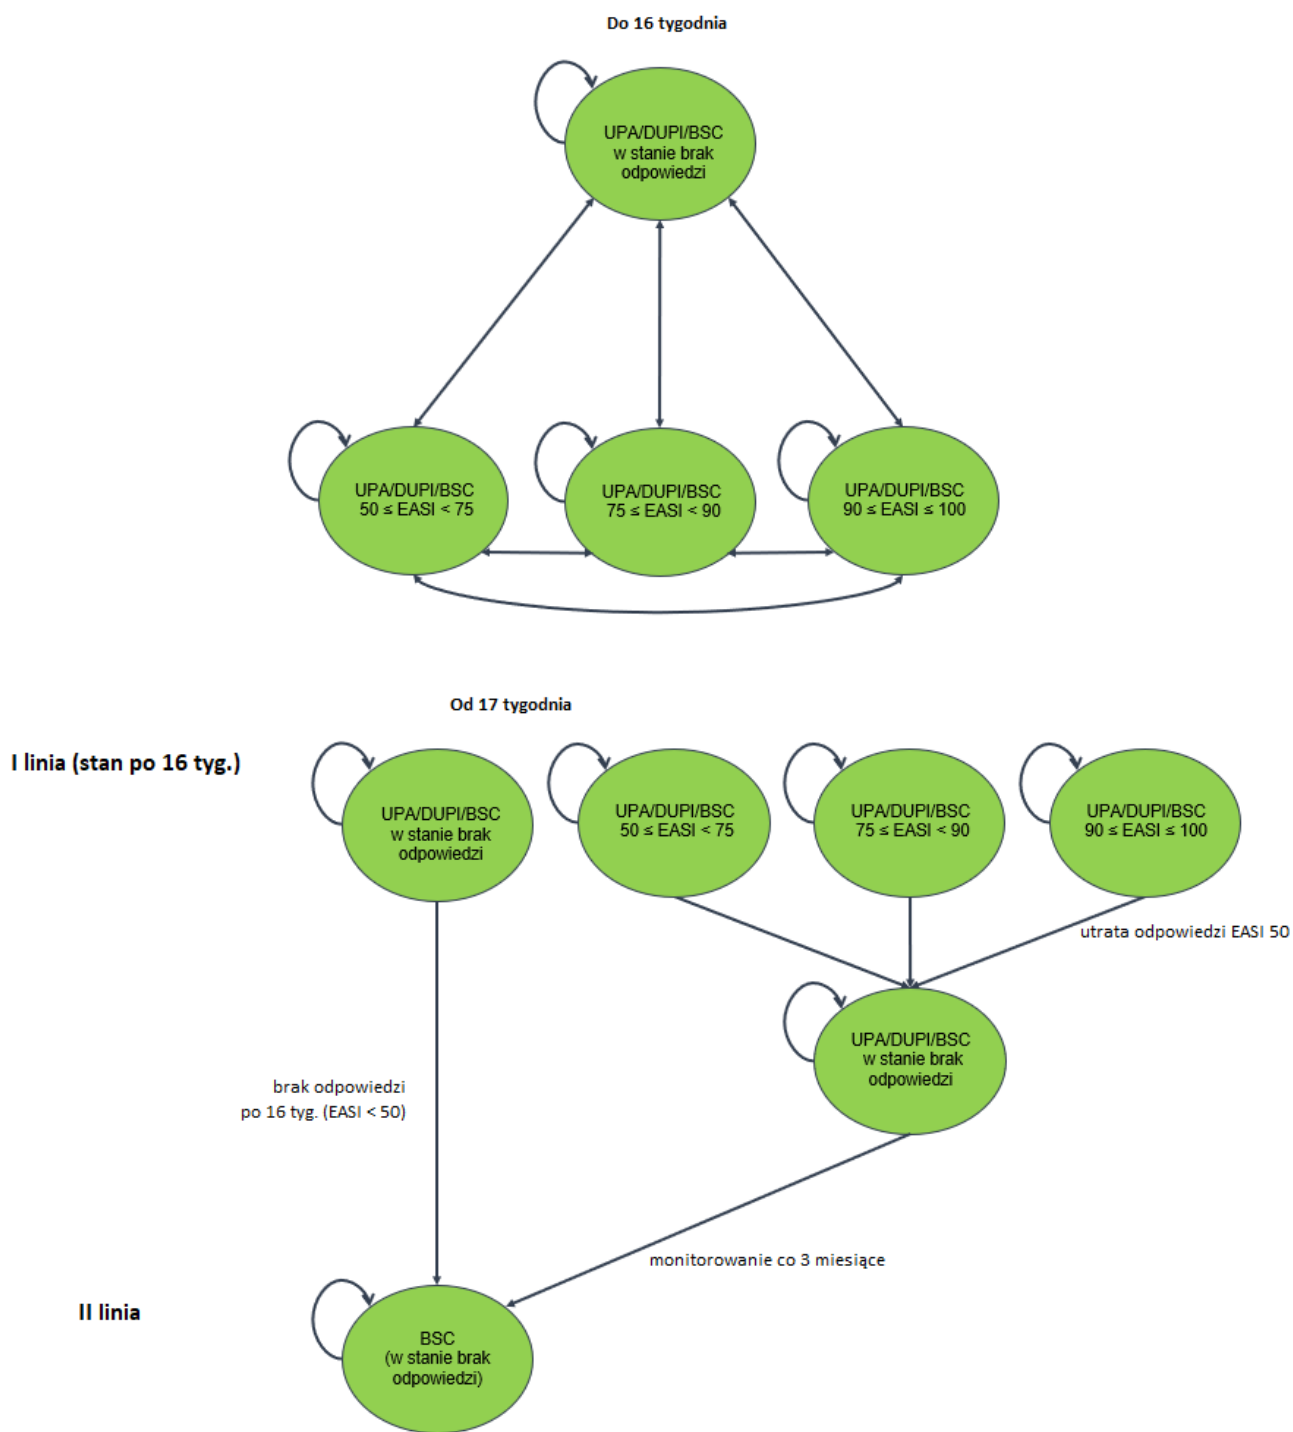 Do 16 tygodnia
UPA/DUPI/BSC
w stanie brak
odpowiedzi
UPA/DUPI/BSC
50 ≤ EASI < 75
UPA/DUPI/BSC
75 ≤ EASI < 90
UPA/DUPI/BSC
90 ≤ EASI ≤ 100
Od 17 tygodnia
I linia (stan po 16 tyg.)
UPA/DUPI/BSC
w stanie brak
odpowiedzi
UPA/DUPI/BSC
50 ≤ EASI < 75
UPA/DUPI/BSC
75 ≤ EASI < 90
UPA/DUPI/BSC
90 ≤ EASI ≤ 100
utrata odpowiedzi EASI 50
UPA/DUPI/BSC
w stanie brak
odpowiedzi
brak odpowiedzi
po 16 tyg. (EASI < 50)
monitorowanie co 3 miesiące
II linia
BSC
(w stanie brak
odpowiedzi)